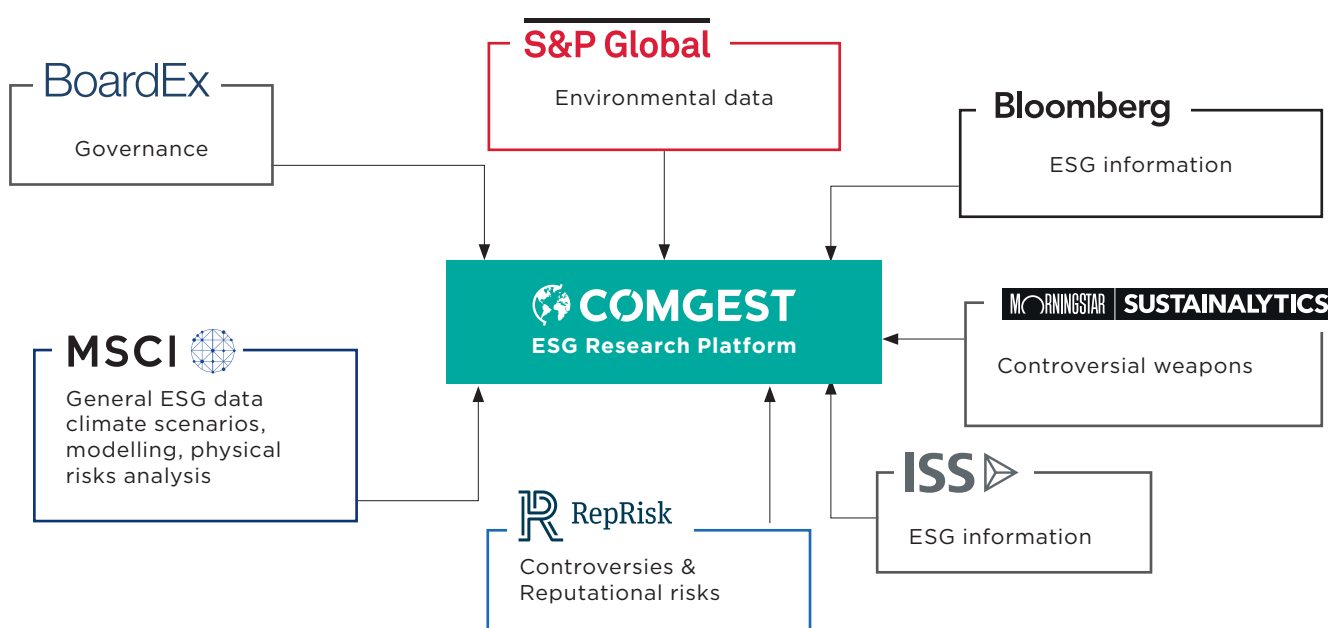 S&P Global
Environmental data
BoardEx
Governance
Bloomberg
ESG information
COMGEST
ESG Research Platform
MORNINGSTAR | SUSTAINALYTICS
Controversial weapons
MSCI
General ESG data
climate scenarios,
modelling, physical
risks analysis
ISS
ESG information
R RepRisk
Controversies &
Reputational risks